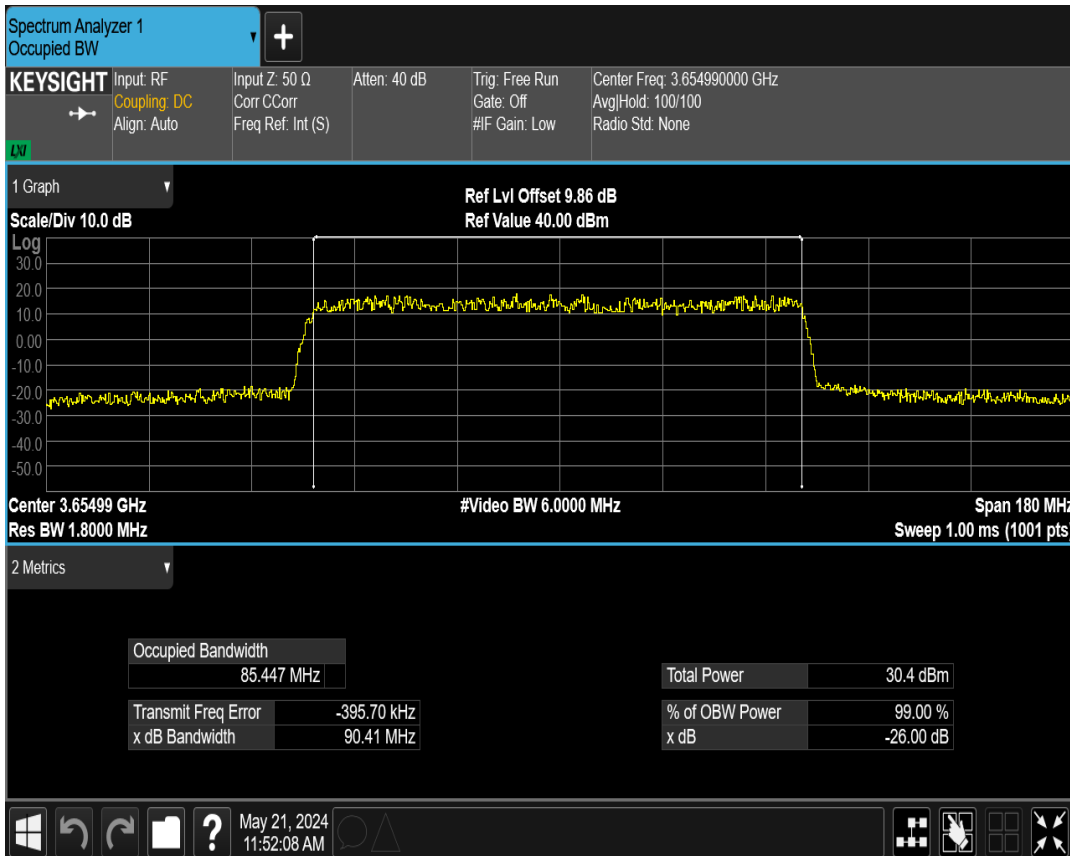 Spectrum Analyzer 1
Occupied BW
+
KEYSIGHT
LXI
Input: RF
Coupling: DC
Align: Auto
Input Z: 50 Ω
Corr CCorr
Freq Ref: Int (S)
Atten: 40 dB
Trig: Free Run
Gate: Off
#IF Gain: Low
Center Freq: 3.654990000 GHz
Avg|Hold: 100/100
Radio Std: None
1 Graph
Scale/Div 10.0 dB
Ref Lvl Offset 9.86 dB
Ref Value 40.00 dBm
Log
30.0
20.0
10.0
0.00
-10.0
-20.0
-30.0
-40.0
-50.0
Center 3.65499 GHz
#Video BW 6.0000 MHz
Span 180 MHz
Res BW 1.8000 MHz
Sweep 1.00 ms (1001 pts)
2 Metrics
Occupied Bandwidth
85.447 MHz
Total Power 30.4 dBm
Transmit Freq Error -395.70 kHz
% of OBW Power 99.00 %
x dB Bandwidth 90.41 MHz
x dB -26.00 dB
?
May 21, 2024
11:52:08 AM